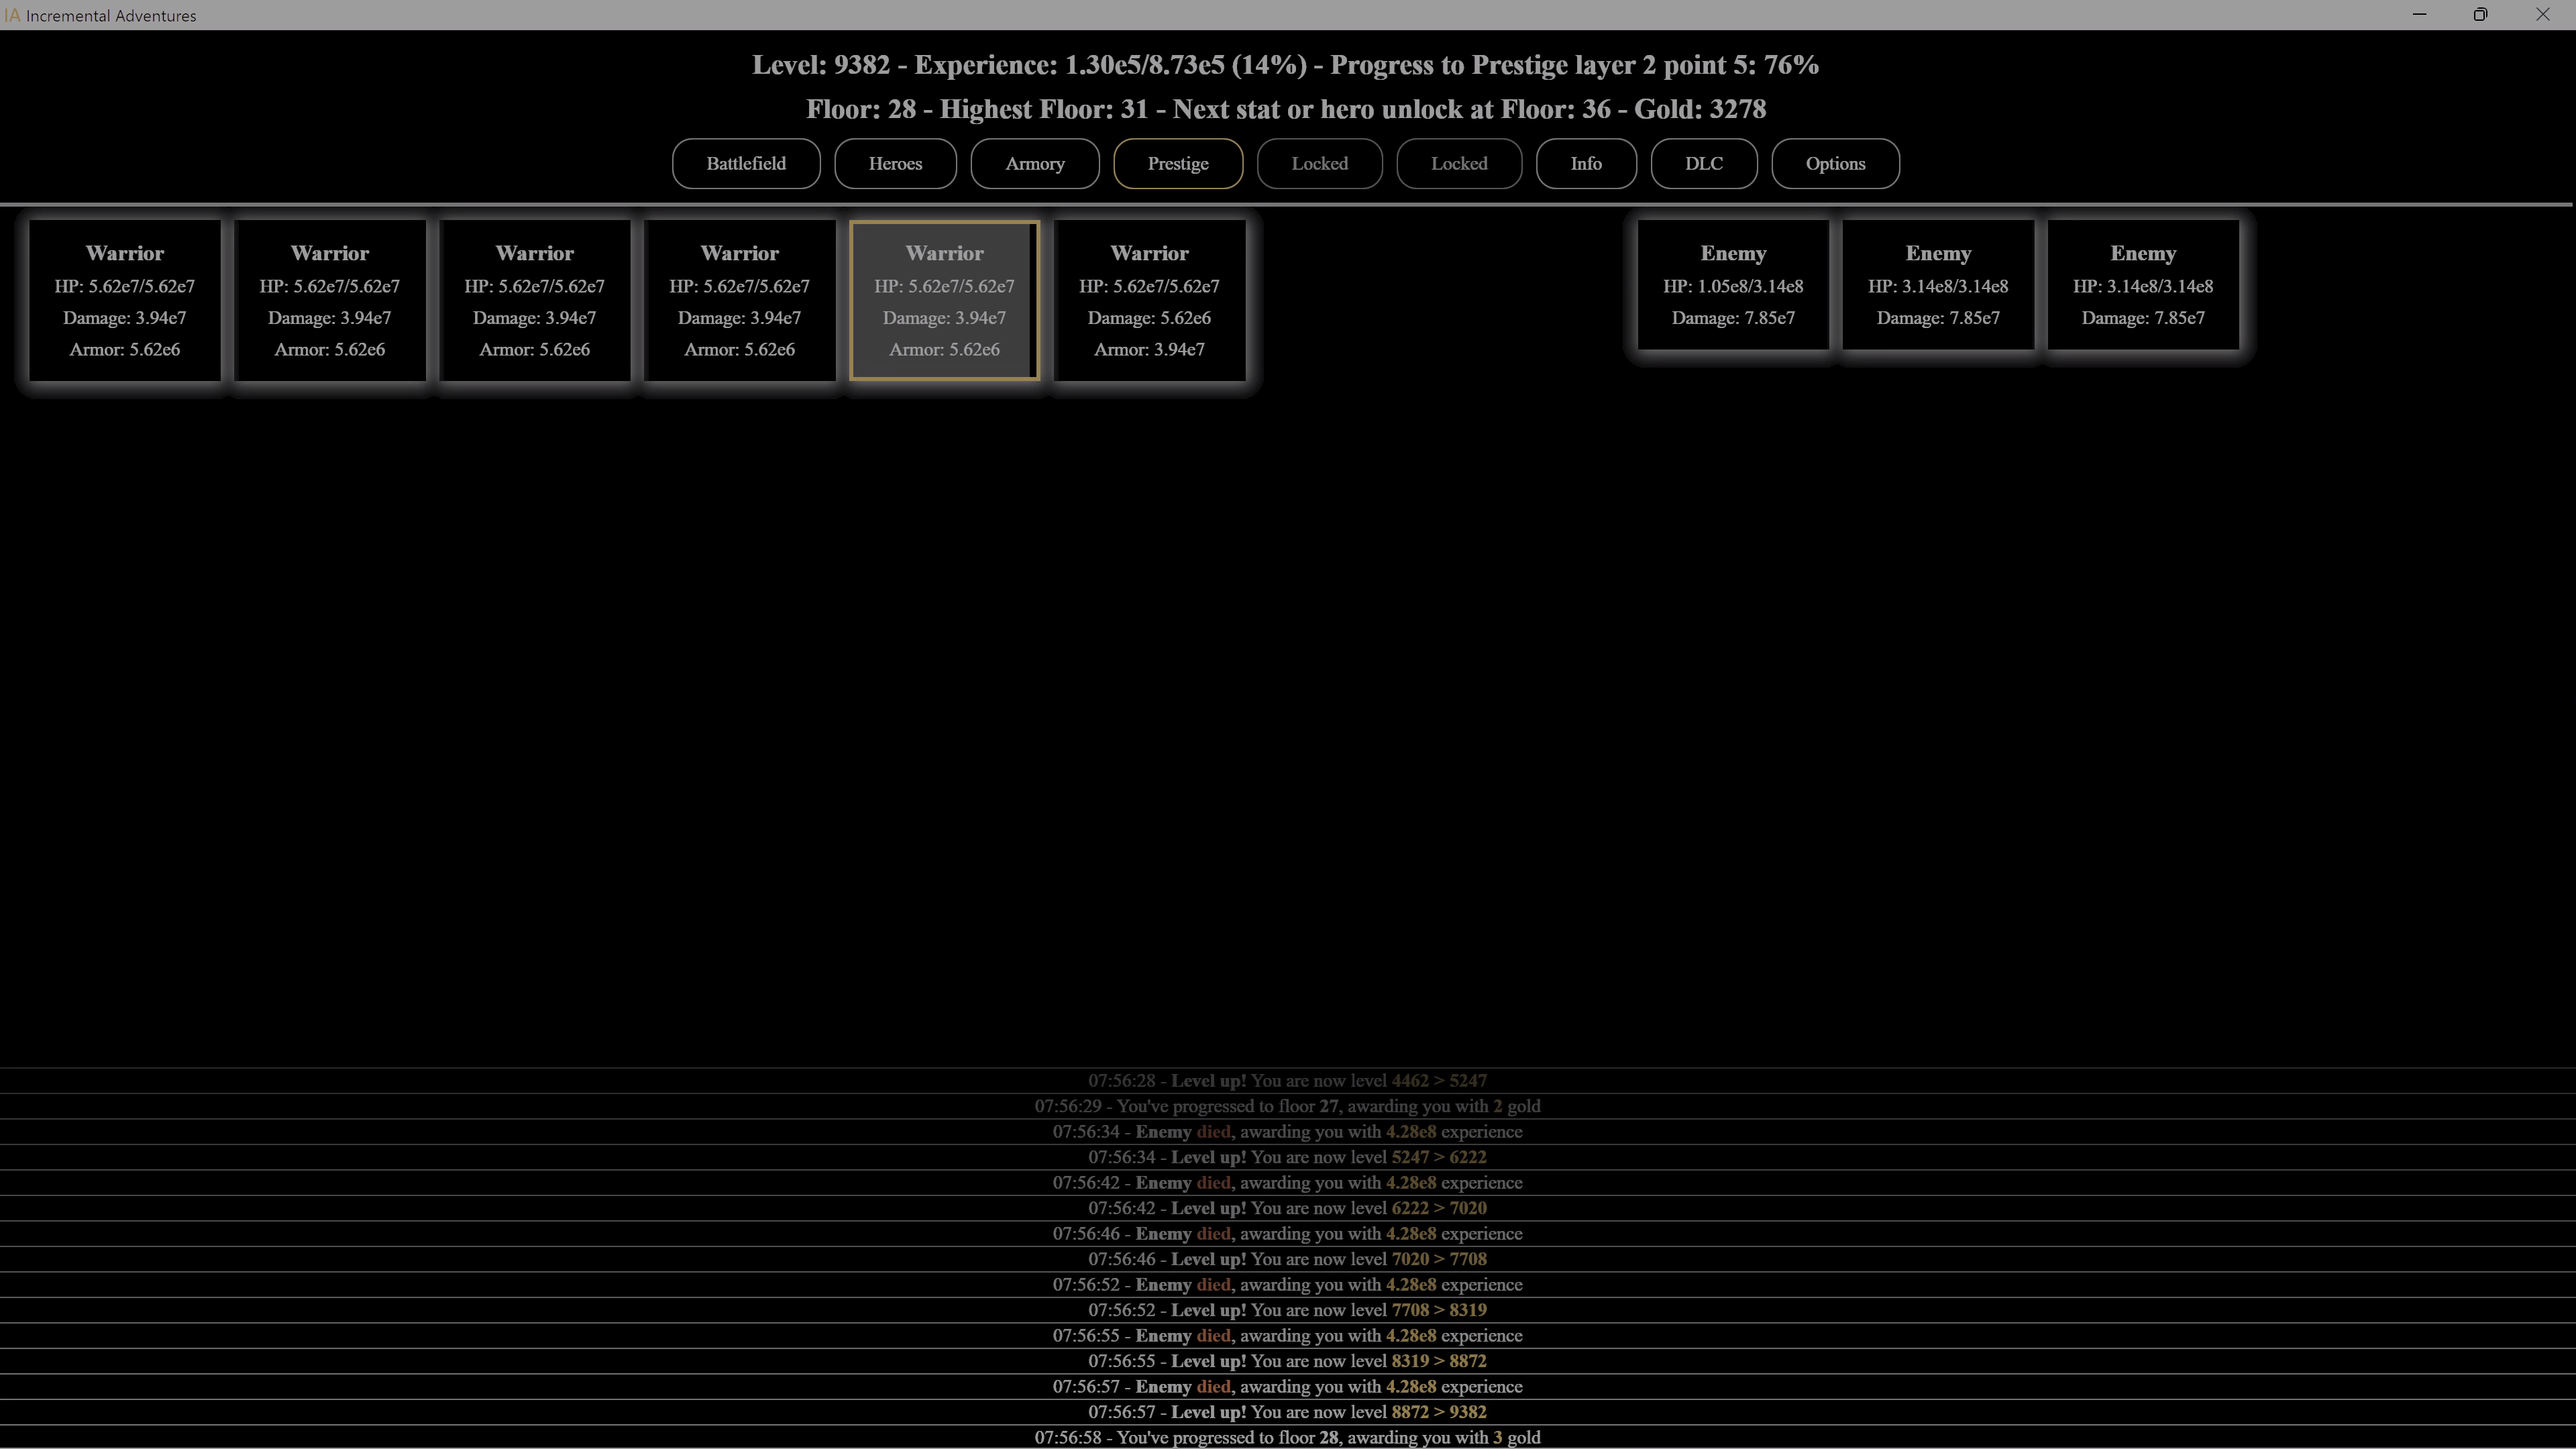 IA Incremental Adventures
Level: 9382 - Experience: 1.30e5/8.73e5 (14%) - Progress to Prestige layer 2 point 5: 76%
Floor: 28 - Highest Floor: 31 - Next stat or hero unlock at Floor: 36 - Gold: 3278
Battlefield Heroes Armory Prestige Locked Locked Info DLC Options
Warrior Warrior Warrior Warrior Warrior Warrior Enemy Enemy Enemy
HP: 5.62e7/5.62e7 HP: 5.62e7/5.62e7 HP: 5.62e7/5.62e7 HP: 5.62e7/5.62e7 HP: 5.62e7/5.62e7 HP: 5.62e7/5.62e7 HP: 1.05e8/3.14e8 HP: 3.14e8/3.14e8 HP: 3.14e8/3.14e8
Damage: 3.94e7 Damage: 3.94e7 Damage: 3.94e7 Damage: 3.94e7 Damage: 3.94e7 Damage: 5.62e6 Damage: 7.85e7 Damage: 7.85e7 Damage: 7.85e7
Armor: 5.62e6 Armor: 5.62e6 Armor: 5.62e6 Armor: 5.62e6 Armor: 5.62e6 Armor: 3.94e7
07:56:28 - Level up! You are now level 4462 > 5247
07:56:29 - You've progressed to floor 27, awarding you with 2 gold
07:56:34 - Enemy died, awarding you with 4.28e8 experience
07:56:34 - Level up! You are now level 5247 > 6222
07:56:42 - Enemy died, awarding you with 4.28e8 experience
07:56:42 - Level up! You are now level 6222 > 7020
07:56:46 - Enemy died, awarding you with 4.28e8 experience
07:56:46 - Level up! You are now level 7020 > 7708
07:56:52 - Enemy died, awarding you with 4.28e8 experience
07:56:52 - Level up! You are now level 7708 > 8319
07:56:55 - Enemy died, awarding you with 4.28e8 experience
07:56:55 - Level up! You are now level 8319 > 8872
07:56:57 - Enemy died, awarding you with 4.28e8 experience
07:56:57 - Level up! You are now level 8872 > 9382
07:56:58 - You've progressed to floor 28, awarding you with 3 gold